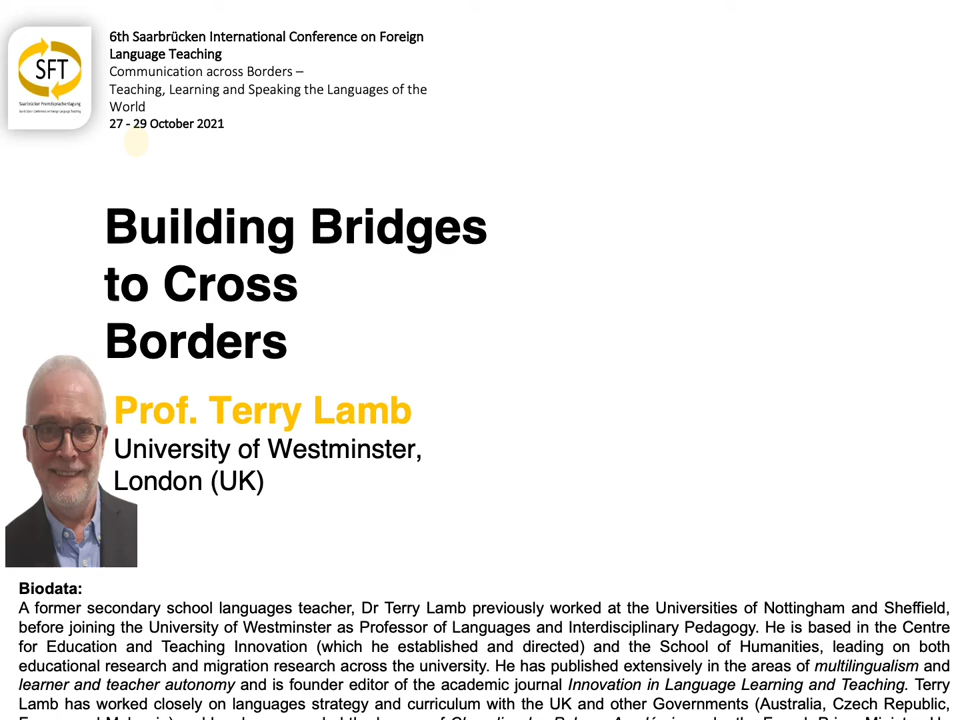 SFT
6th Saarbrücken International Conference on Foreign
Language Teaching
Communication across Borders –
Teaching, Learning and Speaking the Languages of the
World
27 - 29 October 2021
Building Bridges
to Cross
Borders
Prof. Terry Lamb
University of Westminster,
London (UK)
Biodata:
A former secondary school languages teacher, Dr Terry Lamb previously worked at the Universities of Nottingham and Sheffield,
before joining the University of Westminster as Professor of Languages and Interdisciplinary Pedagogy. He is based in the Centre
for Education and Teaching Innovation (which he established and directed) and the School of Humanities, leading on both
educational research and migration research across the university. He has published extensively in the areas of multilingualism and
learner and teacher autonomy and is founder editor of the academic journal Innovation in Language Learning and Teaching. Terry
Lamb has worked closely on languages strategy and curriculum with the UK and other Governments (Australia, Czech Republic,